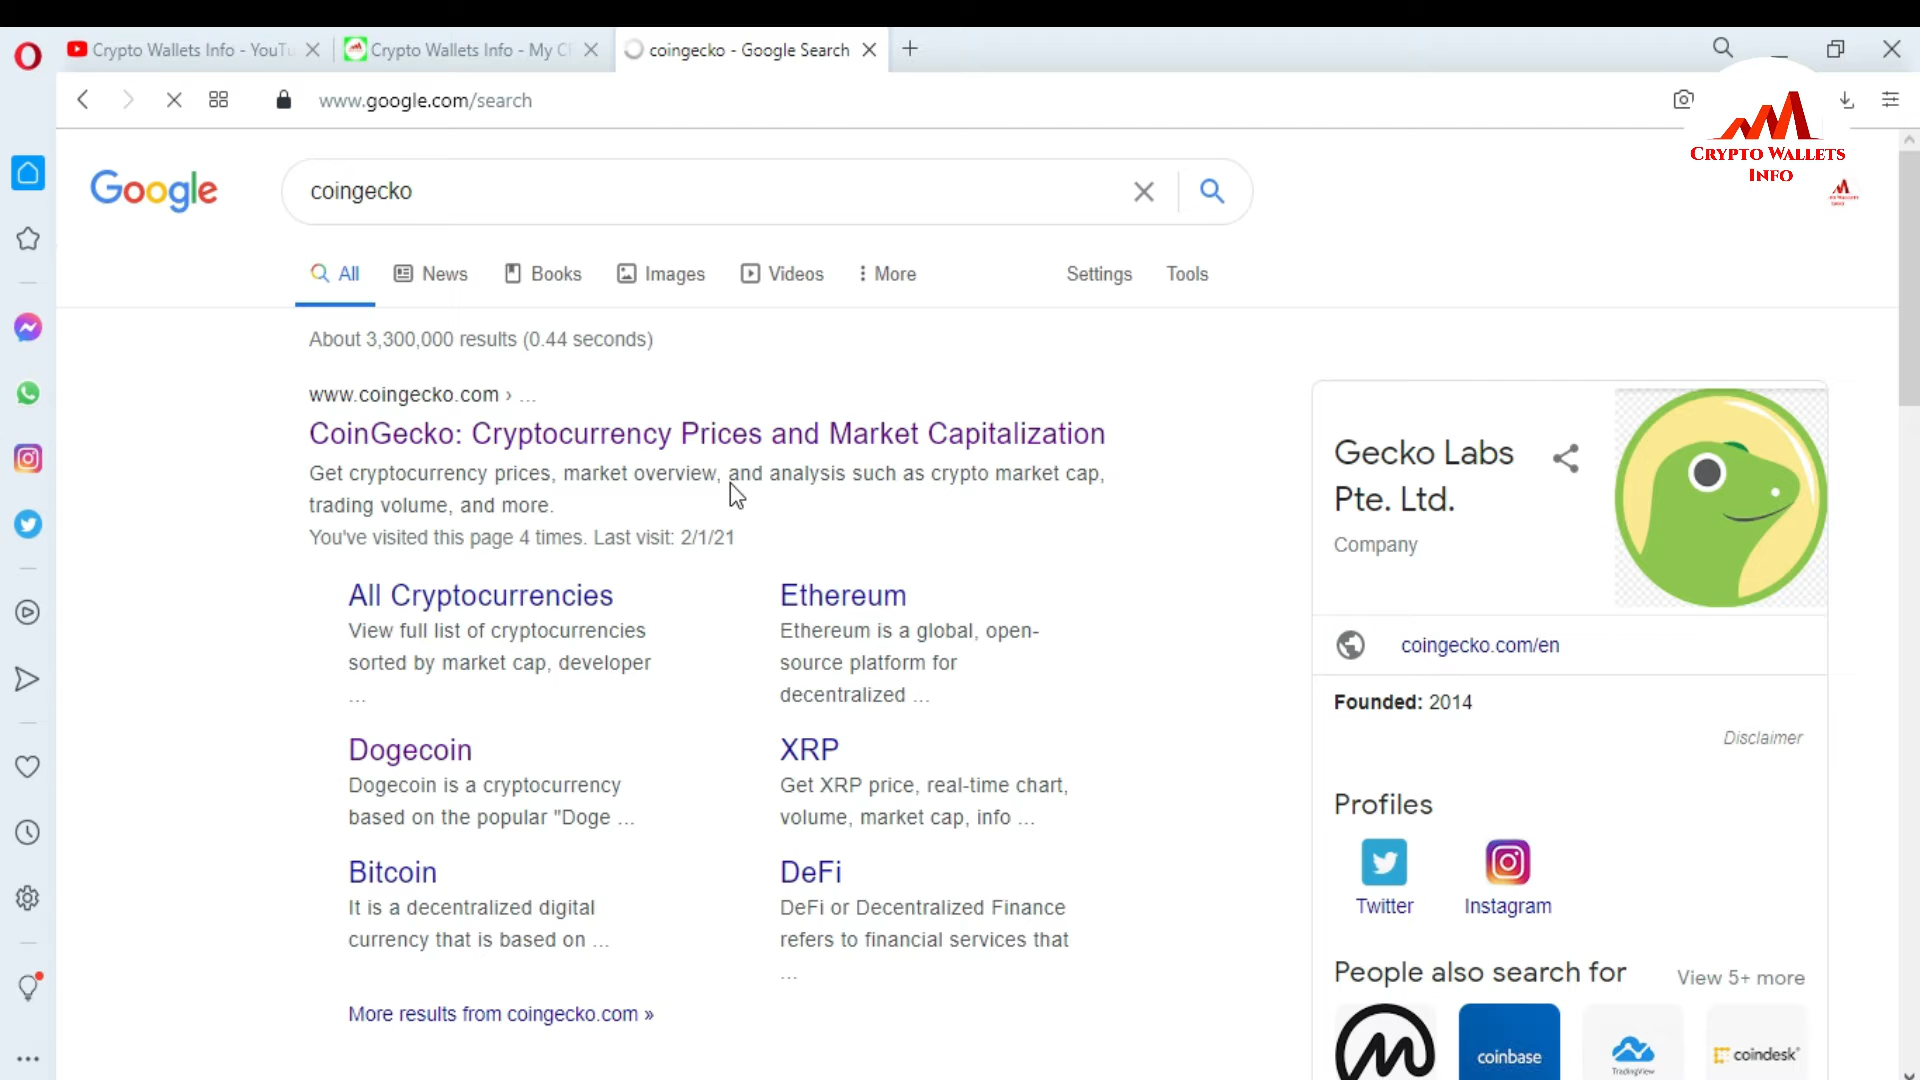 Crypto Wallets Info - YouTu
Crypto Wallets Info - My C
coingecko - Google Search
www.google.com/search
CRYPTO WALLETS
INFO
Google
coingecko
All
News
Books
Images
Videos
More
Settings
Tools
About 3,300,000 results (0.44 seconds)
www.coingecko.com › ...
CoinGecko: Cryptocurrency Prices and Market Capitalization
Get cryptocurrency prices, market overview, and analysis such as crypto market cap,
trading volume, and more.
You've visited this page 4 times. Last visit: 2/1/21
All Cryptocurrencies
View full list of cryptocurrencies
sorted by market cap, developer
...
Ethereum
Ethereum is a global, open-
source platform for
decentralized ...
Dogecoin
Dogecoin is a cryptocurrency
based on the popular "Doge ...
XRP
Get XRP price, real-time chart,
volume, market cap, info ...
Bitcoin
It is a decentralized digital
currency that is based on ...
DeFi
DeFi or Decentralized Finance
refers to financial services that
...
More results from coingecko.com »
Gecko Labs
Pte. Ltd.
Company
coingecko.com/en
Founded: 2014
Disclaimer
Profiles
Twitter
Instagram
People also search for
View 5+ more
coinbase
TradingView
coindesk